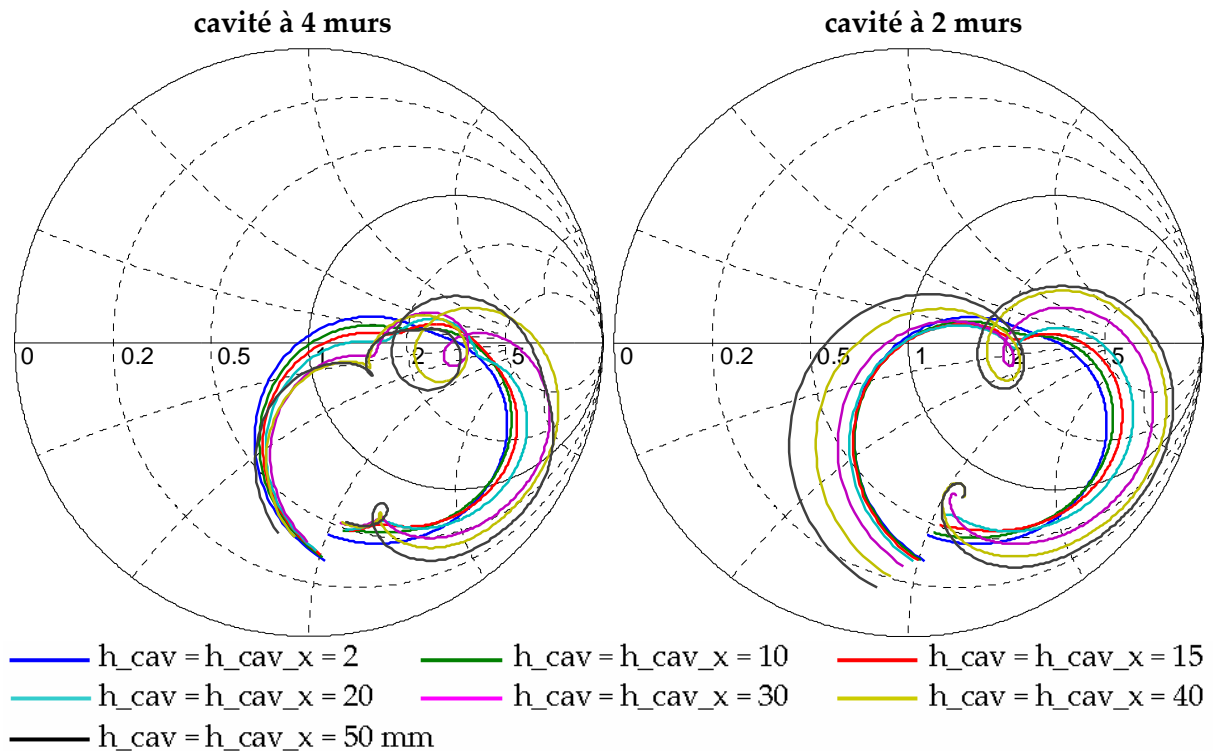 cavité à 4 murs
cavité à 2 murs
0 0.2 0.5 1 2 5
0 0.2 0.5 1 2 5
h_cav = h_cav_x = 2
h_cav = h_cav_x = 10
h_cav = h_cav_x = 15
h_cav = h_cav_x = 20
h_cav = h_cav_x = 30
h_cav = h_cav_x = 40
h_cav = h_cav_x = 50 mm